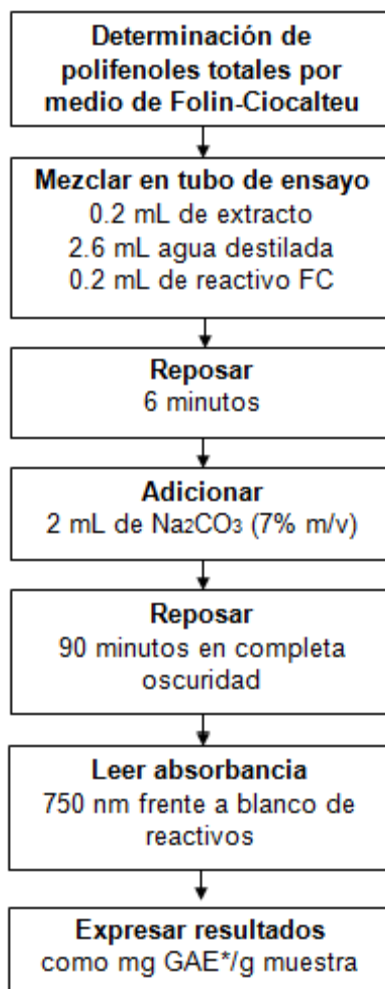 Determinación de
polifenoles totales por
medio de Folin-Ciocalteu
Mezclar en tubo de ensayo
0.2 mL de extracto
2.6 mL agua destilada
0.2 mL de reactivo FC
Reposar
6 minutos
Adicionar
2 mL de Na₂CO₃ (7% m/v)
Reposar
90 minutos en completa
oscuridad
Leer absorbancia
750 nm frente a blanco de
reactivos
Expresar resultados
como mg GAE*/g muestra